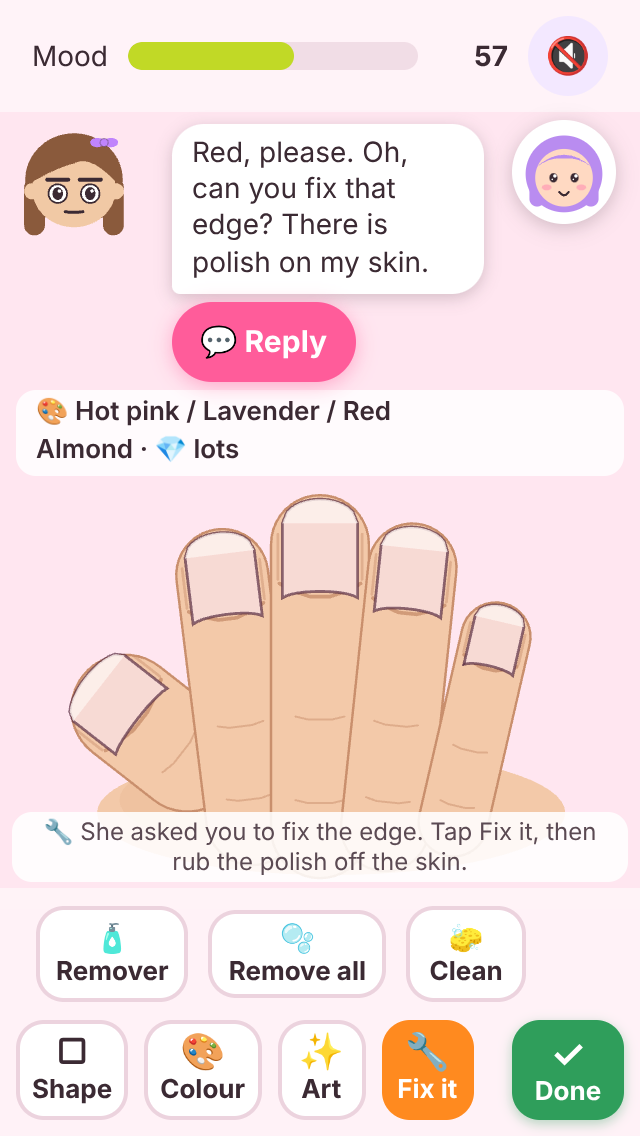 Mood
57
Red, please. Oh,
can you fix that
edge? There is
polish on my skin.
Reply
Hot pink / Lavender / Red
Almond · lots
She asked you to fix the edge. Tap Fix it, then
rub the polish off the skin.
Remover
Remove all
Clean
Shape
Colour
Art
Fix it
Done